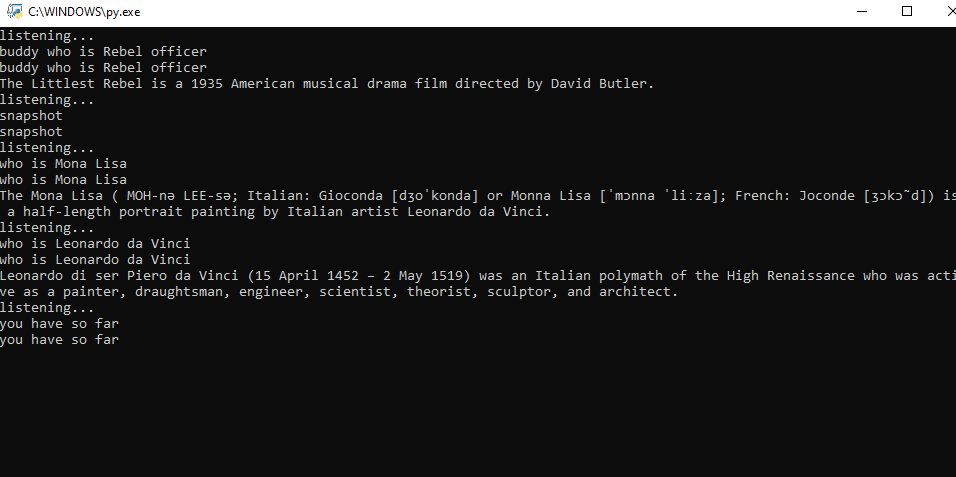 C:\WINDOWS\py.exe
listening...
buddy who is Rebel officer
buddy who is Rebel officer
The Littlest Rebel is a 1935 American musical drama film directed by David Butler.
listening...
snapshot
snapshot
listening...
who is Mona Lisa
who is Mona Lisa
The Mona Lisa ( MOH-nə LEE-sə; Italian: Gioconda [dʒoˈkonda] or Monna Lisa [ˈmɔnna ˈliːza]; French: Joconde [ʒɔkɔ̃d]) is
a half-length portrait painting by Italian artist Leonardo da Vinci.
listening...
who is Leonardo da Vinci
who is Leonardo da Vinci
Leonardo di ser Piero da Vinci (15 April 1452 – 2 May 1519) was an Italian polymath of the High Renaissance who was acti
ve as a painter, draughtsman, engineer, scientist, theorist, sculptor, and architect.
listening...
you have so far
you have so far